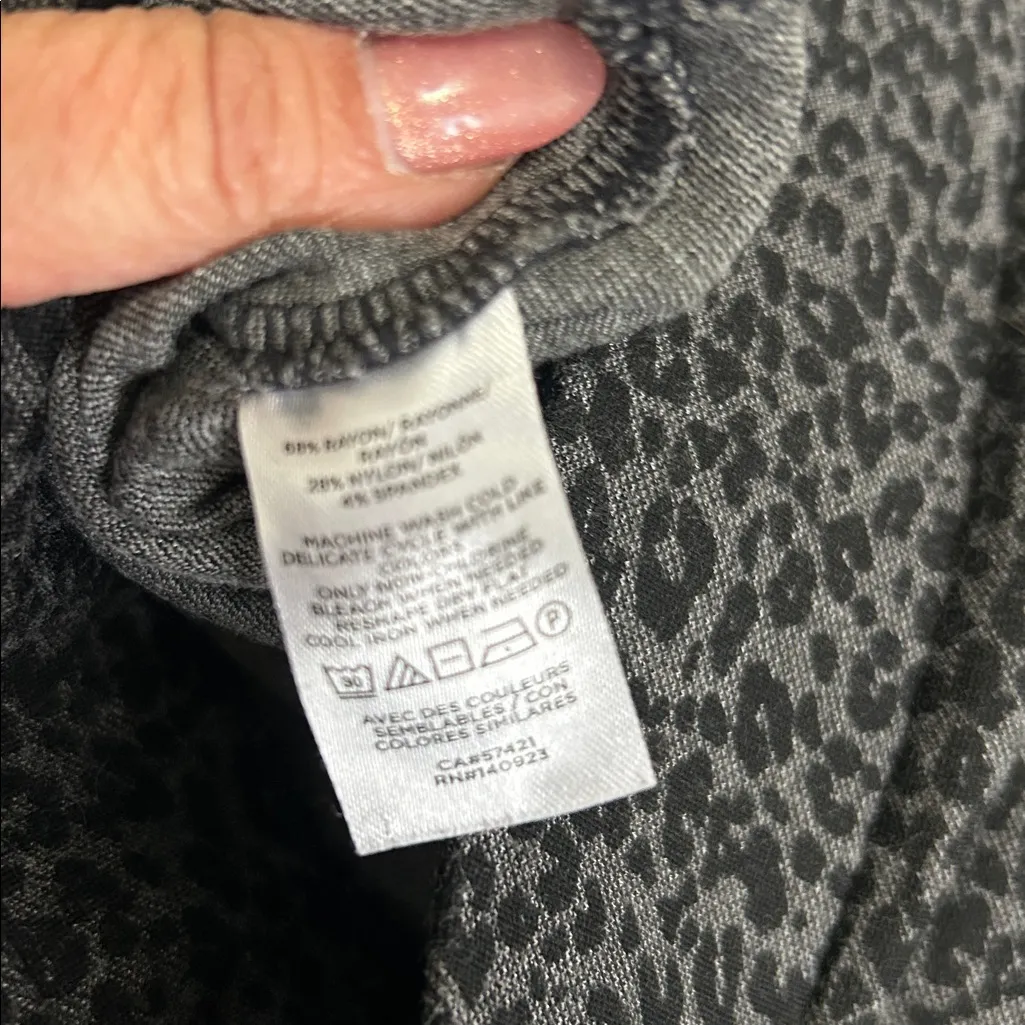 68% RAYON/ RAYONNE/
RAYÓN
28% NYLON/ NILÓN
4% SPANDEX
MACHINE WASH COLD
DELICATE CYCLE WITH LIKE
COLORS
ONLY NON-CHLORINE
BLEACH WHEN NEEDED
RESHAPE DRY FLAT
COOL IRON WHEN NEEDED
30 P
AVEC DES COULEURS
SEMBLABLES / CON
COLORES SIMILARES
CA#57421
RN#140923